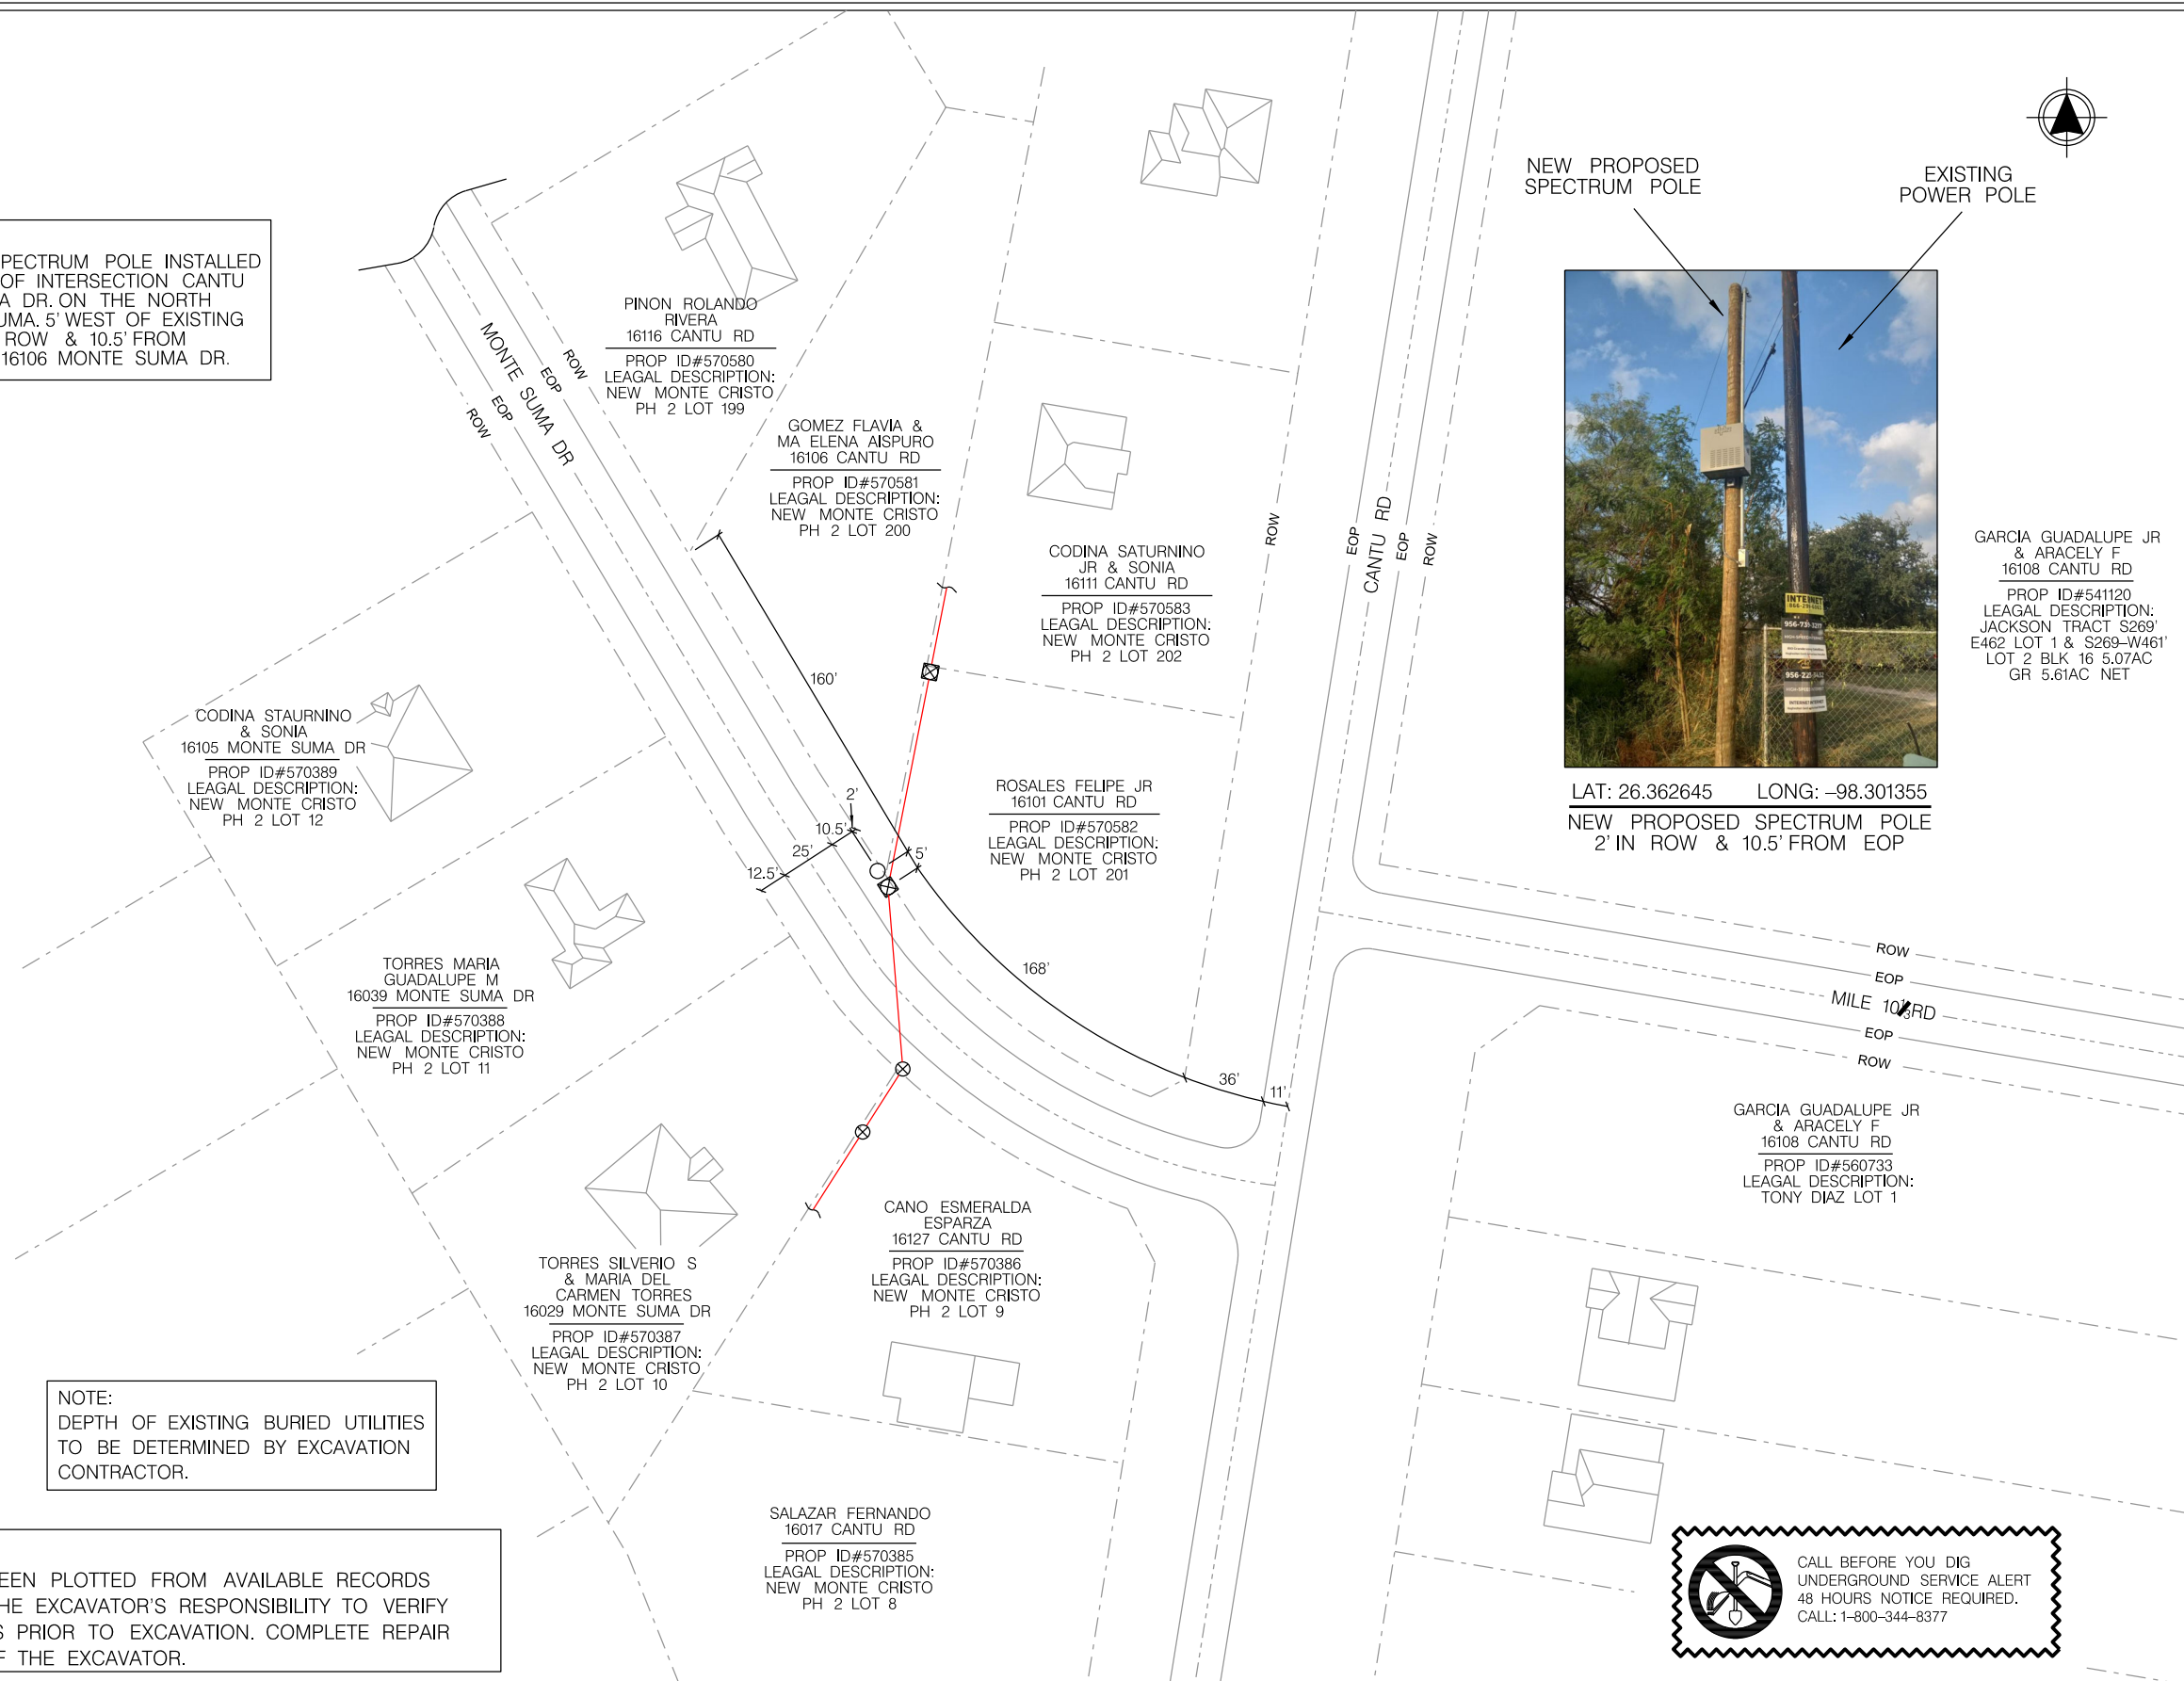 PECTRUM POLE INSTALLED
OF INTERSECTION CANTU
A DR. ON THE NORTH
UMA. 5' WEST OF EXISTING
ROW & 10.5' FROM
16106 MONTE SUMA DR.
MONTE SUMA DR
ROW
EOP
EOP
ROW
PINON ROLANDO
RIVERA
16116 CANTU RD
PROP ID#570580
LEAGAL DESCRIPTION:
NEW MONTE CRISTO
PH 2 LOT 199
GOMEZ FLAVIA &
MA ELENA AISPURO
16106 CANTU RD
PROP ID#570581
LEAGAL DESCRIPTION:
NEW MONTE CRISTO
PH 2 LOT 200
CODINA SATURNINO
JR & SONIA
16111 CANTU RD
PROP ID#570583
LEAGAL DESCRIPTION:
NEW MONTE CRISTO
PH 2 LOT 202
ROW
EOP
CANTU RD
EOP
ROW
NEW PROPOSED
SPECTRUM POLE
EXISTING
POWER POLE
INTERNET
LAT: 26.362645 LONG: -98.301355
NEW PROPOSED SPECTRUM POLE
2' IN ROW & 10.5' FROM EOP
GARCIA GUADALUPE JR
& ARACELY F
16108 CANTU RD
PROP ID#541120
LEAGAL DESCRIPTION:
JACKSON TRACT S269'
E462 LOT 1 & S269-W461'
LOT 2 BLK 16 5.07AC
GR 5.61AC NET
160'
CODINA STAURNINO
& SONIA
16105 MONTE SUMA DR
PROP ID#570389
LEAGAL DESCRIPTION:
NEW MONTE CRISTO
PH 2 LOT 12
2'
10.5'
25'
12.5'
5'
ROSALES FELIPE JR
16101 CANTU RD
PROP ID#570582
LEAGAL DESCRIPTION:
NEW MONTE CRISTO
PH 2 LOT 201
168'
36'
11'
TORRES MARIA
GUADALUPE M
16039 MONTE SUMA DR
PROP ID#570388
LEAGAL DESCRIPTION:
NEW MONTE CRISTO
PH 2 LOT 11
ROW
EOP
MILE 10 RD
EOP
ROW
GARCIA GUADALUPE JR
& ARACELY F
16108 CANTU RD
PROP ID#560733
LEAGAL DESCRIPTION:
TONY DIAZ LOT 1
CANO ESMERALDA
ESPARZA
16127 CANTU RD
PROP ID#570386
LEAGAL DESCRIPTION:
NEW MONTE CRISTO
PH 2 LOT 9
TORRES SILVERIO S
& MARIA DEL
CARMEN TORRES
16029 MONTE SUMA DR
PROP ID#570387
LEAGAL DESCRIPTION:
NEW MONTE CRISTO
PH 2 LOT 10
NOTE:
DEPTH OF EXISTING BURIED UTILITIES
TO BE DETERMINED BY EXCAVATION
CONTRACTOR.
SALAZAR FERNANDO
16017 CANTU RD
PROP ID#570385
LEAGAL DESCRIPTION:
NEW MONTE CRISTO
PH 2 LOT 8
EEN PLOTTED FROM AVAILABLE RECORDS
HE EXCAVATOR'S RESPONSIBILITY TO VERIFY
S PRIOR TO EXCAVATION. COMPLETE REPAIR
F THE EXCAVATOR.
CALL BEFORE YOU DIG
UNDERGROUND SERVICE ALERT
48 HOURS NOTICE REQUIRED.
CALL: 1-800-344-8377